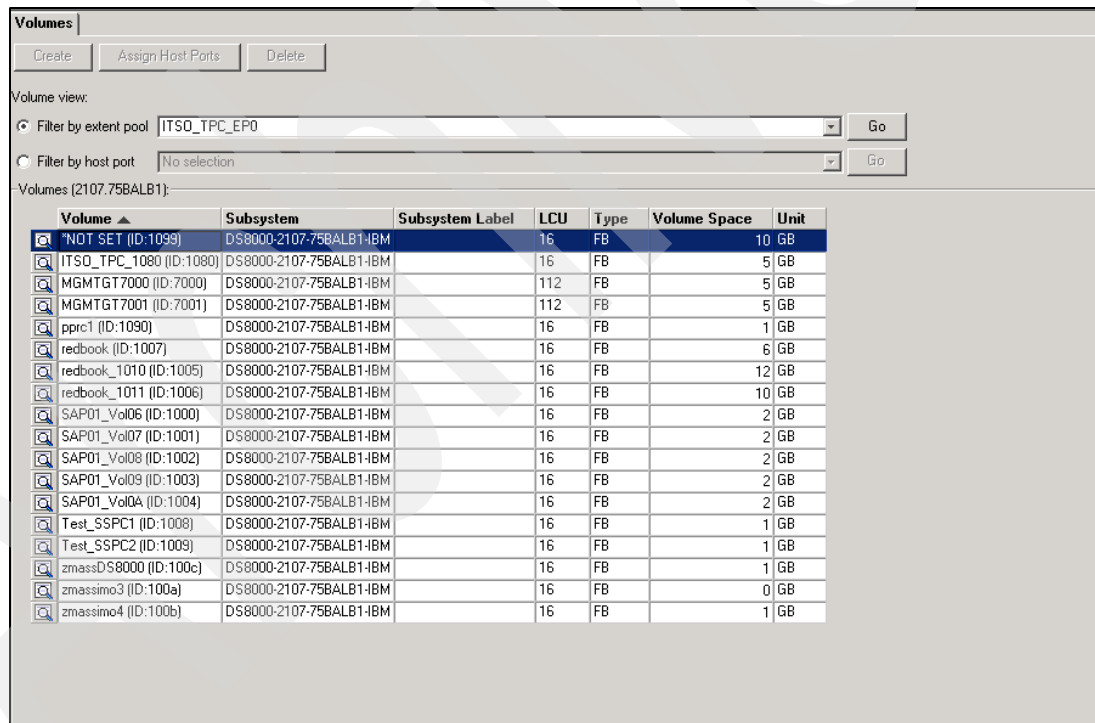 Volumes
Create Assign Host Ports Delete
Volume view:
Filter by extent pool ITSO_TPC_EP0 Go
Filter by host port No selection Go
Volumes (2107.75BALB1):
Volume Subsystem Subsystem Label LCU Type Volume Space Unit
*NOT SET (ID:1099) DS8000-2107-75BALB1-IBM 16 FB 10 GB
ITSO_TPC_1080 (ID:1080) DS8000-2107-75BALB1-IBM 16 FB 5 GB
MGMTGT7000 (ID:7000) DS8000-2107-75BALB1-IBM 112 FB 5 GB
MGMTGT7001 (ID:7001) DS8000-2107-75BALB1-IBM 112 FB 5 GB
pprc1 (ID:1090) DS8000-2107-75BALB1-IBM 16 FB 1 GB
redbook (ID:1007) DS8000-2107-75BALB1-IBM 16 FB 6 GB
redbook_1010 (ID:1005) DS8000-2107-75BALB1-IBM 16 FB 12 GB
redbook_1011 (ID:1006) DS8000-2107-75BALB1-IBM 16 FB 10 GB
SAP01_Vol06 (ID:1000) DS8000-2107-75BALB1-IBM 16 FB 2 GB
SAP01_Vol07 (ID:1001) DS8000-2107-75BALB1-IBM 16 FB 2 GB
SAP01_Vol08 (ID:1002) DS8000-2107-75BALB1-IBM 16 FB 2 GB
SAP01_Vol09 (ID:1003) DS8000-2107-75BALB1-IBM 16 FB 2 GB
SAP01_Vol0A (ID:1004) DS8000-2107-75BALB1-IBM 16 FB 2 GB
Test_SSPC1 (ID:1008) DS8000-2107-75BALB1-IBM 16 FB 1 GB
Test_SSPC2 (ID:1009) DS8000-2107-75BALB1-IBM 16 FB 1 GB
zmassDS8000 (ID:100c) DS8000-2107-75BALB1-IBM 16 FB 1 GB
zmassimo3 (ID:100a) DS8000-2107-75BALB1-IBM 16 FB 0 GB
zmassimo4 (ID:100b) DS8000-2107-75BALB1-IBM 16 FB 1 GB